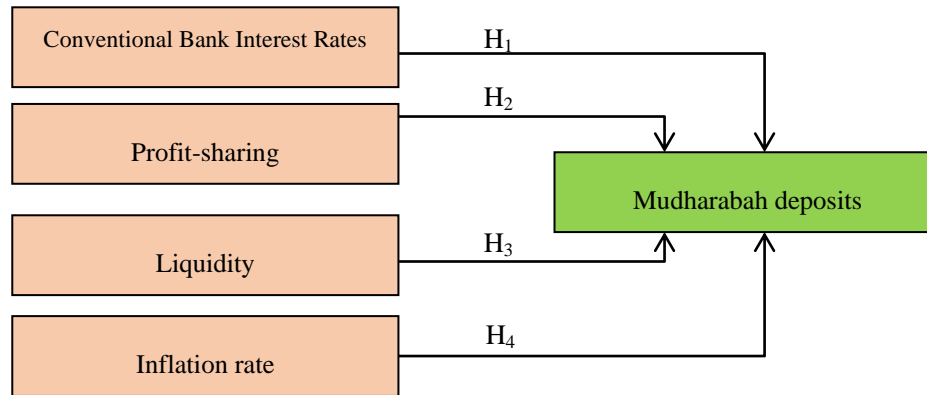 Conventional Bank Interest Rates
H₁
H₂
Profit-sharing
Mudharabah deposits
H₃
Liquidity
H₄
Inflation rate